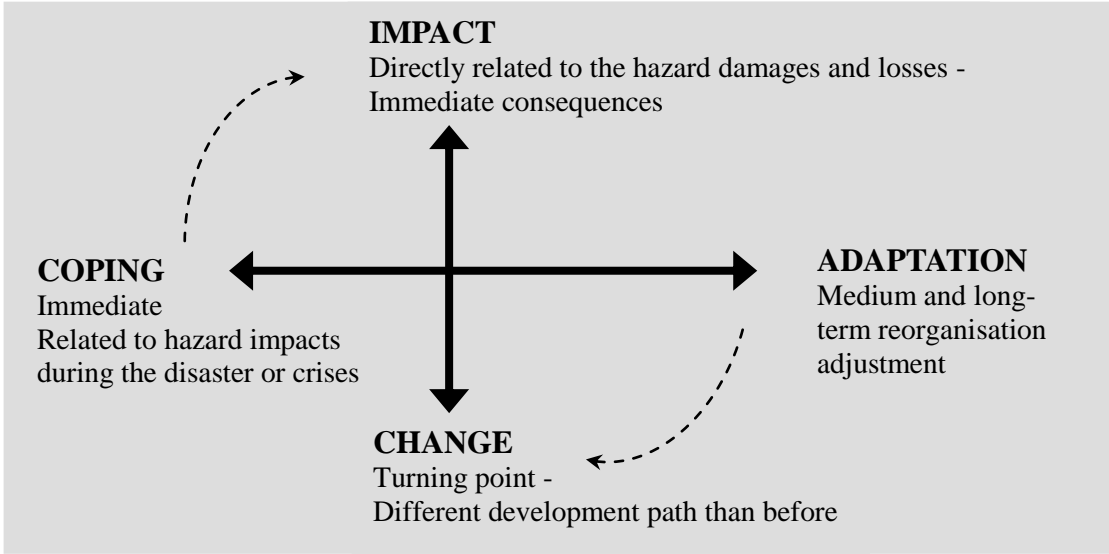 IMPACT
Directly related to the hazard damages and losses -
Immediate consequences
COPING
Immediate
Related to hazard impacts
during the disaster or crises
ADAPTATION
Medium and long-
term reorganisation
adjustment
CHANGE
Turning point -
Different development path than before